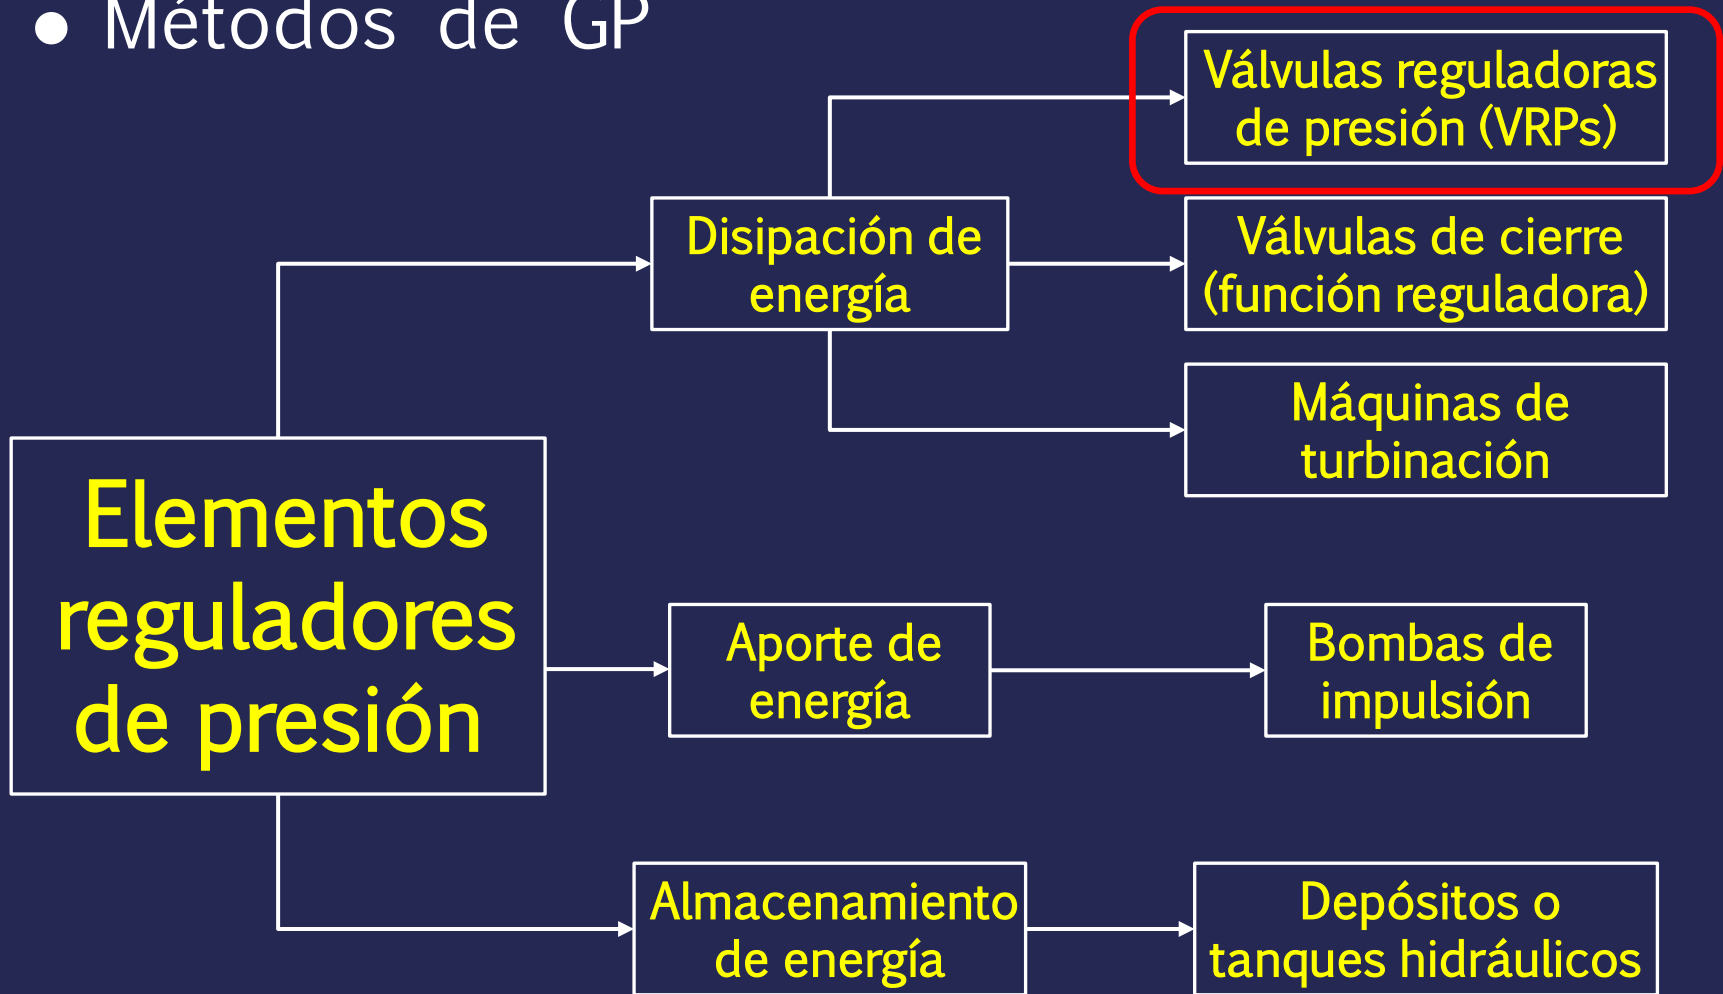 ● Métodos de GP
Válvulas reguladoras
de presión (VRPs)
Disipación de
energía
Válvulas de cierre
(función reguladora)
Máquinas de
turbinación
Elementos
reguladores
de presión
Aporte de
energía
Bombas de
impulsión
Almacenamiento
de energía
Depósitos o
tanques hidráulicos